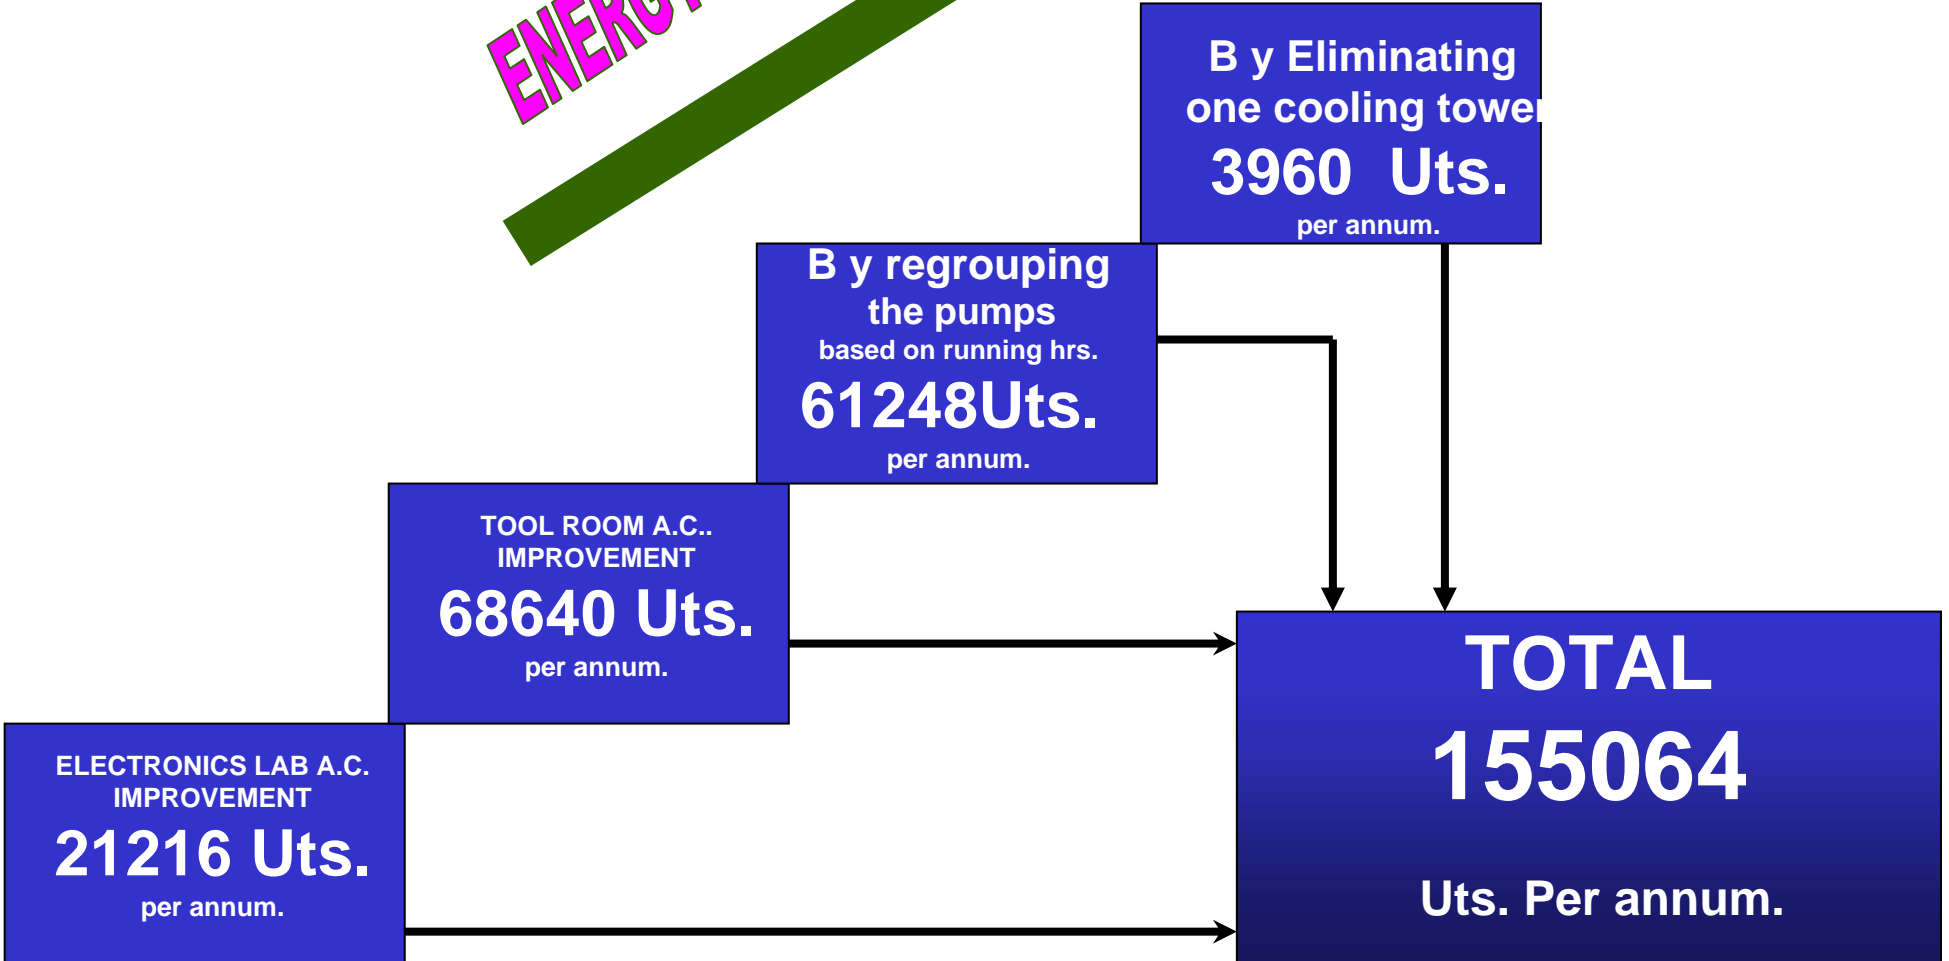 ENERGY
B y Eliminating
one cooling tower
3960 Uts.
per annum.
B y regrouping
the pumps
based on running hrs.
61248Uts.
per annum.
TOOL ROOM A.C..
IMPROVEMENT
68640 Uts.
per annum.
ELECTRONICS LAB A.C.
IMPROVEMENT
21216 Uts.
per annum.
TOTAL
155064
Uts. Per annum.